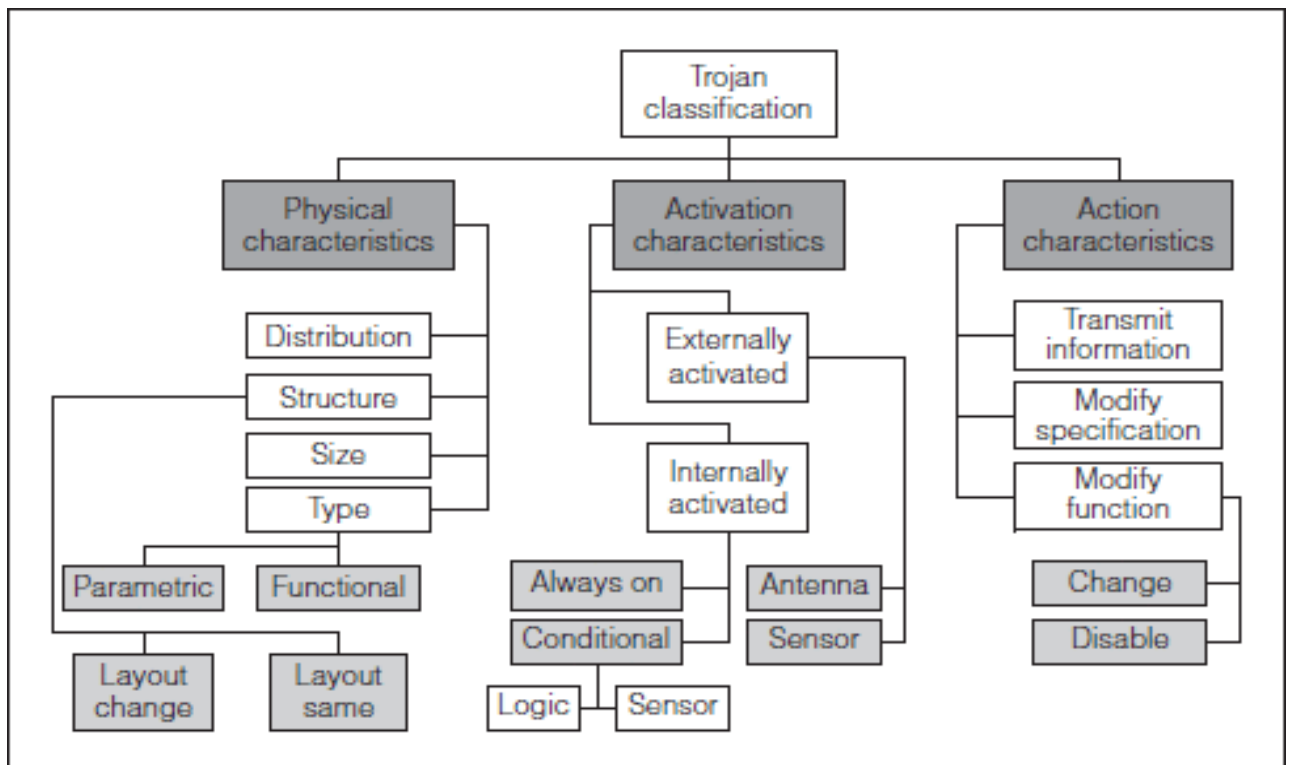 Trojan
classification
Physical
characteristics
Activation
characteristics
Action
characteristics
Distribution
Structure
Size
Type
Parametric
Functional
Layout
change
Layout
same
Externally
activated
Internally
activated
Always on
Conditional
Logic
Sensor
Antenna
Sensor
Transmit
information
Modify
specification
Modify
function
Change
Disable